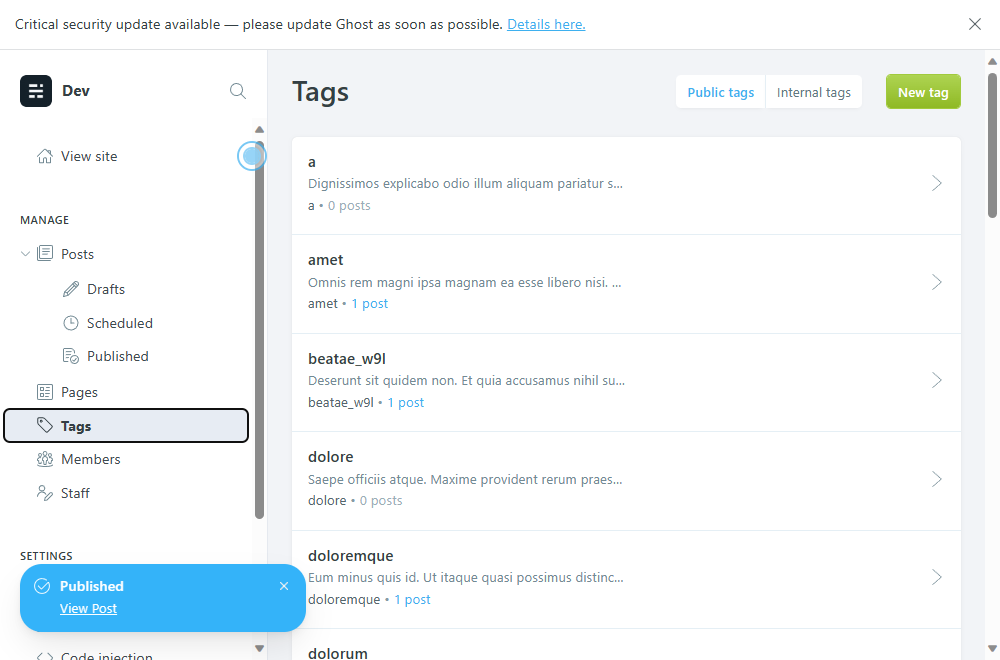 Critical security update available — please update Ghost as soon as possible. Details here.
Dev
View site
MANAGE
Posts
Drafts
Scheduled
Published
Pages
Tags
Members
Staff
SETTINGS
Code injection
Published
View Post
Tags
Public tags
Internal tags
New tag
a
Dignissimos explicabo odio illum aliquam pariatur s...
a • 0 posts
amet
Omnis rem magni ipsa magnam ea esse libero nisi. ...
amet • 1 post
beatae_w9l
Deserunt sit quidem non. Et quia accusamus nihil su...
beatae_w9l • 1 post
dolore
Saepe officiis atque. Maxime provident rerum praes...
dolore • 0 posts
doloremque
Eum minus quis id. Ut itaque quasi possimus distinc...
doloremque • 1 post
dolorum